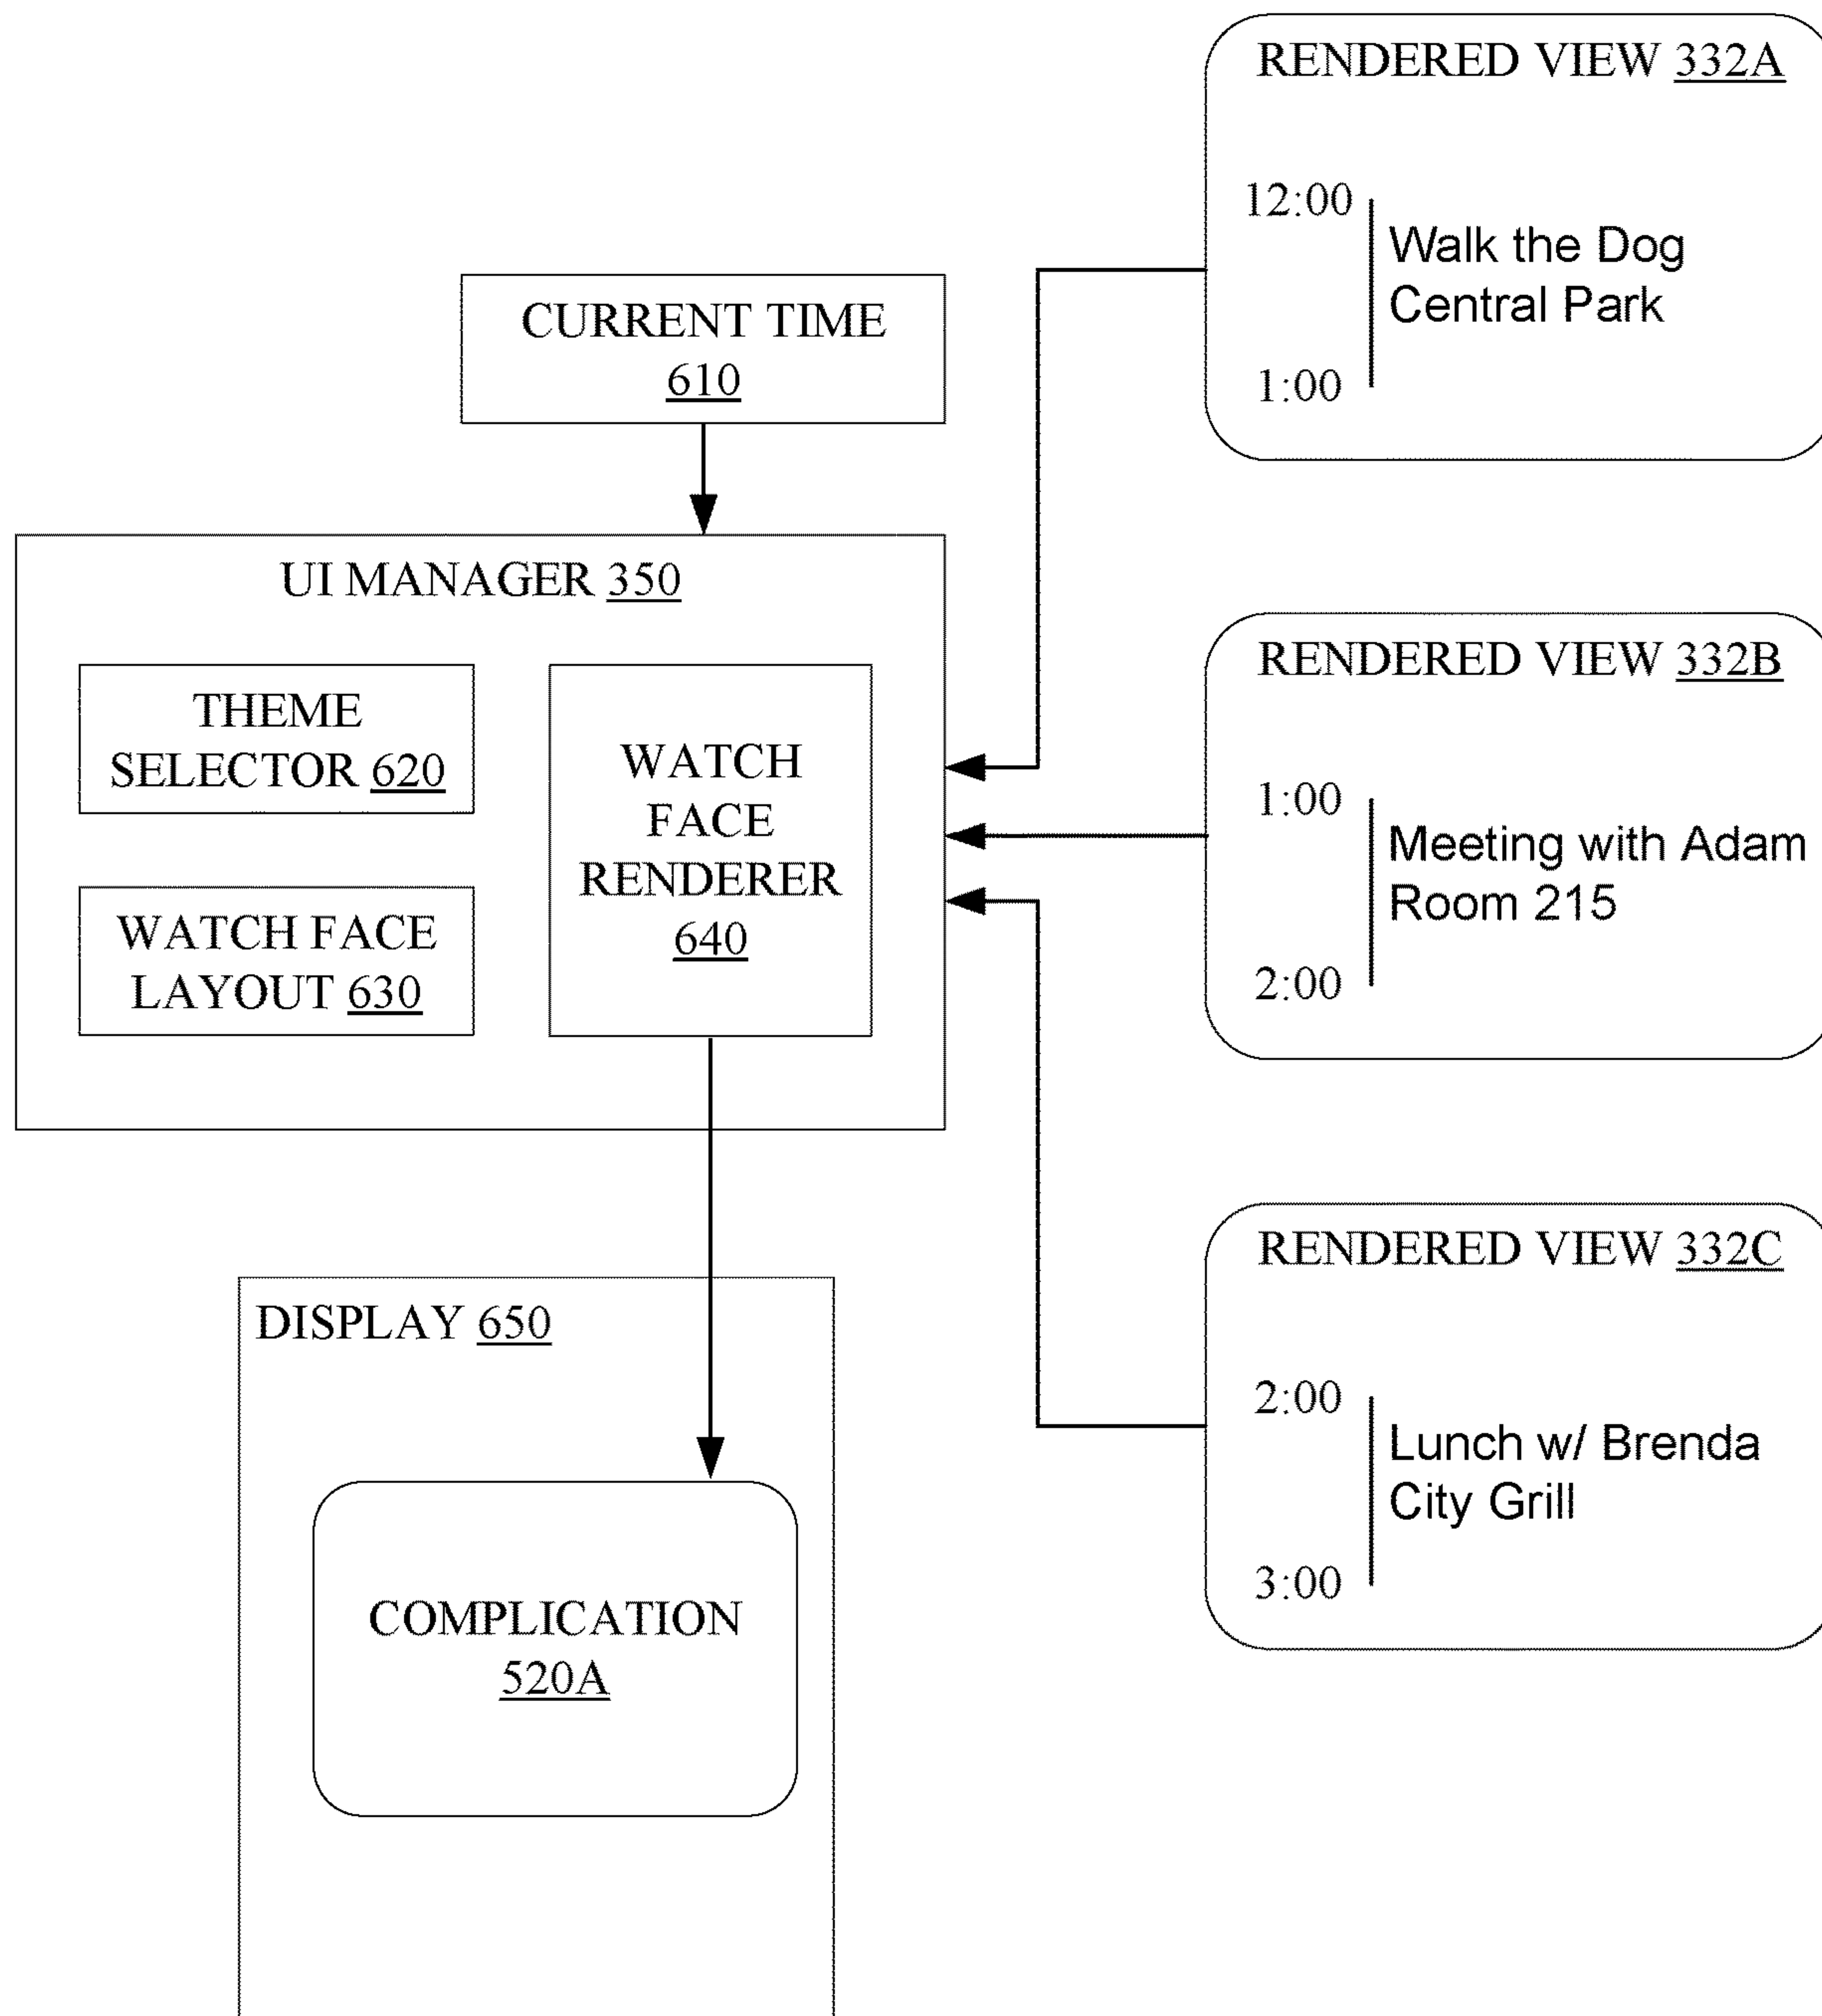 RENDERED VIEW 332A
12:00
Walk the Dog
Central Park
1:00
CURRENT TIME
610
UI MANAGER 350
THEME
SELECTOR 620
WATCH FACE
LAYOUT 630
WATCH
FACE
RENDERER
640
RENDERED VIEW 332B
1:00
Meeting with Adam
Room 215
2:00
RENDERED VIEW 332C
2:00
Lunch w/ Brenda
City Grill
3:00
DISPLAY 650
COMPLICATION
520A